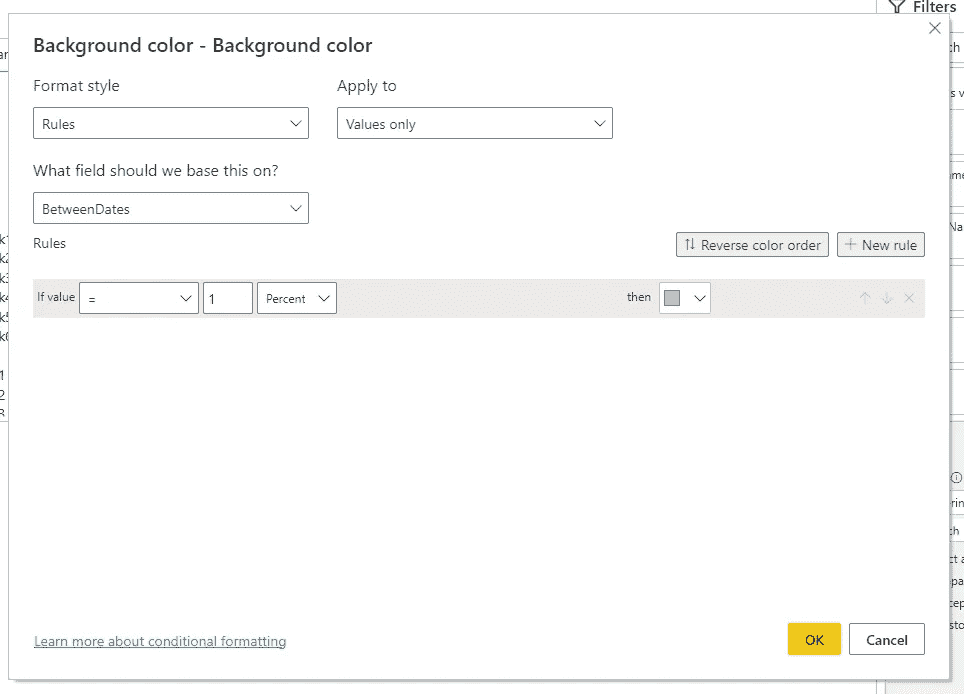 Filters
Background color - Background color
Format style
Apply to
Rules
Values only
What field should we base this on?
BetweenDates
Rules
Reverse color order
New rule
If value
=
1
Percent
then
Learn more about conditional formatting
OK
Cancel